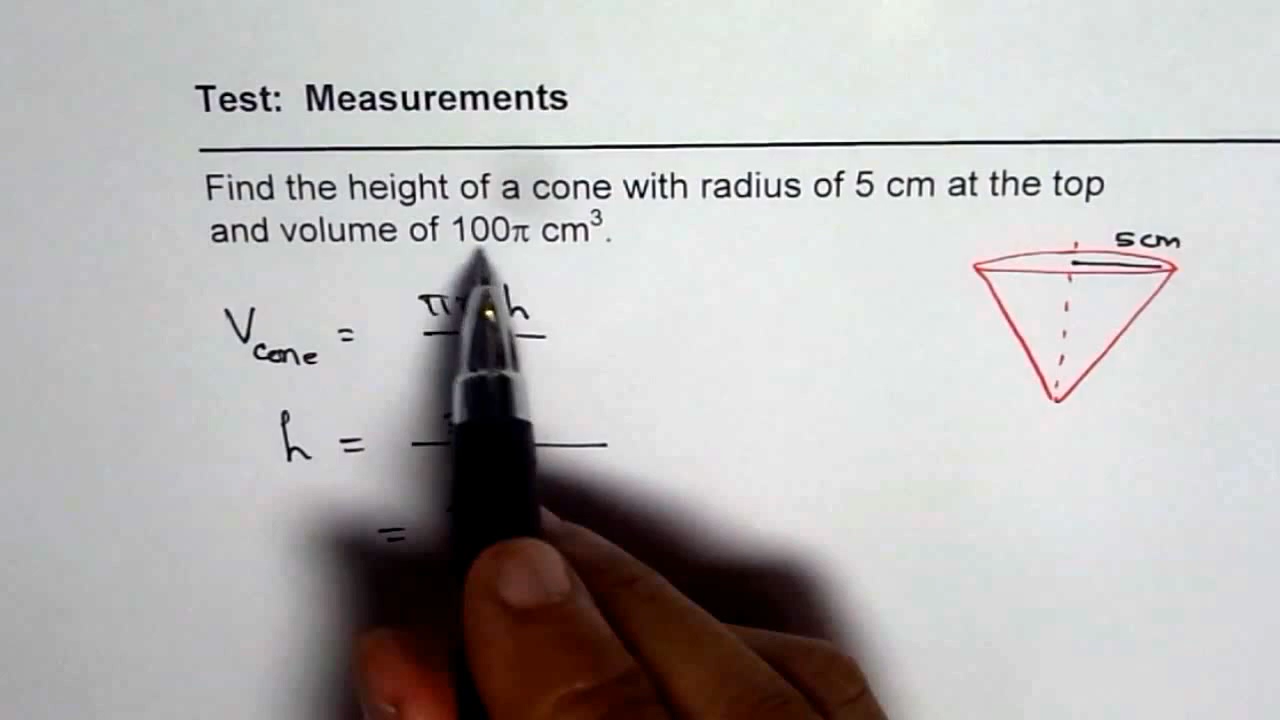 Test: Measurements
Find the height of a cone with radius of 5 cm at the top
and volume of 100π cm³.
5cm
V cone = π h
h =
=